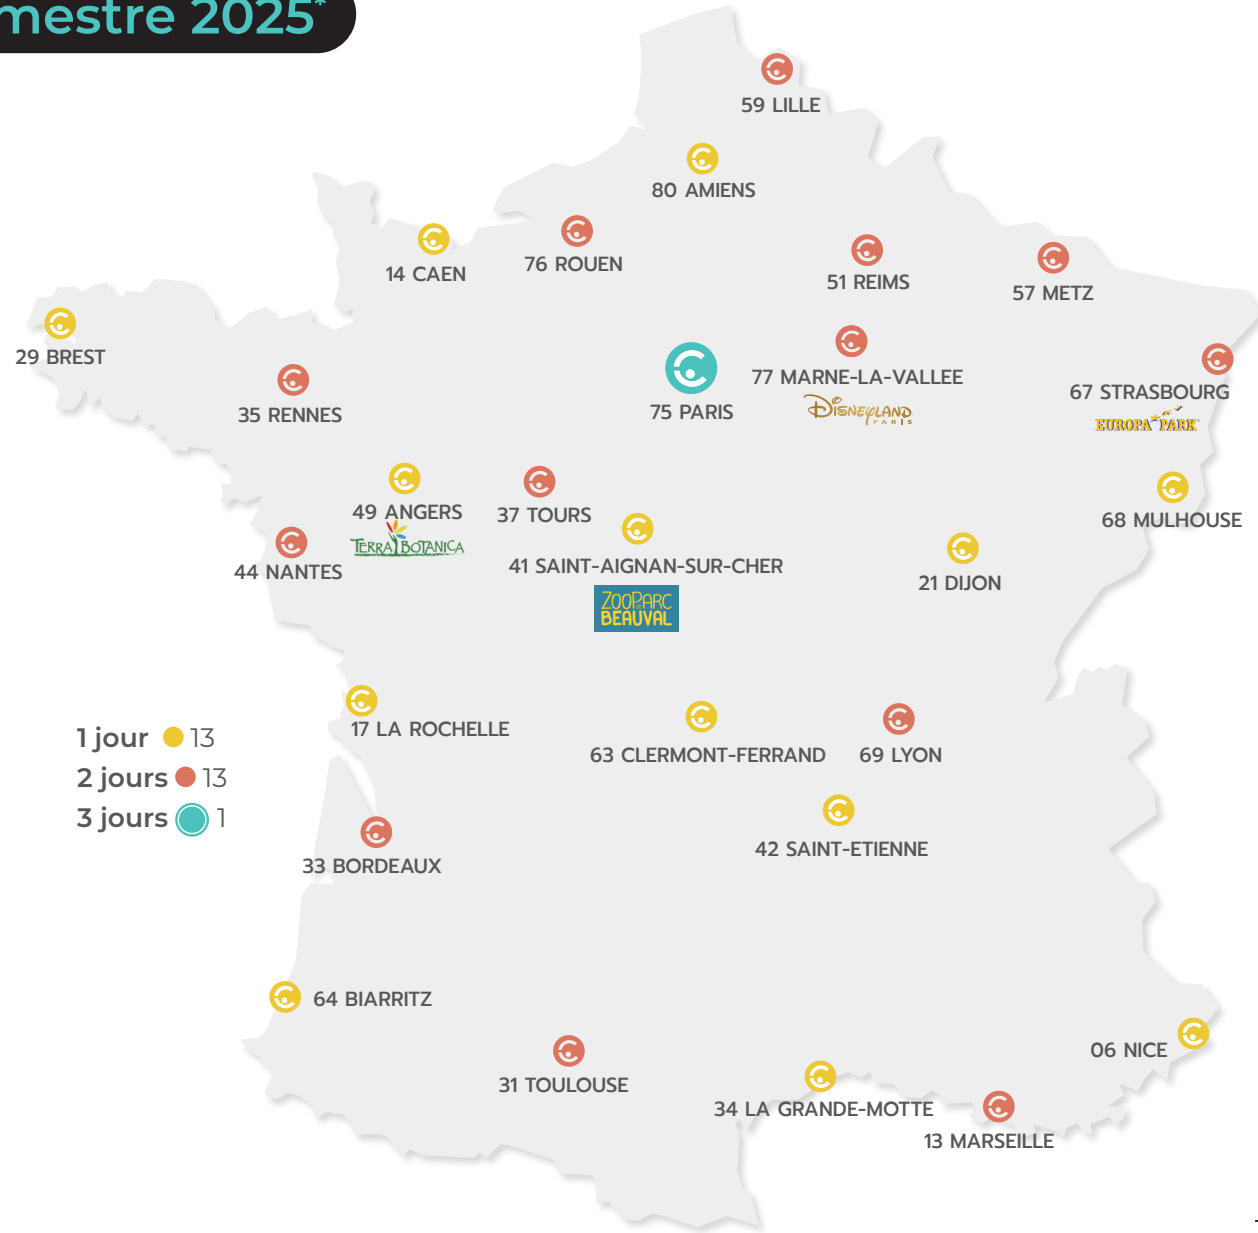 mestre 2025*
59 LILLE
80 AMIENS
14 CAEN
76 ROUEN
51 REIMS
57 METZ
29 BREST
35 RENNES
75 PARIS
77 MARNE-LA-VALLEE
DISNEYLAND
PARIS
67 STRASBOURG
EUROPA PARK
49 ANGERS
TERRA BOTANICA
37 TOURS
41 SAINT-AIGNAN-SUR-CHER
ZOOPARC
DE
BEAUVAL
68 MULHOUSE
44 NANTES
21 DIJON
17 LA ROCHELLE
63 CLERMONT-FERRAND
69 LYON
1 jour 13
2 jours 13
3 jours 1
42 SAINT-ETIENNE
33 BORDEAUX
64 BIARRITZ
06 NICE
31 TOULOUSE
34 LA GRANDE-MOTTE
13 MARSEILLE